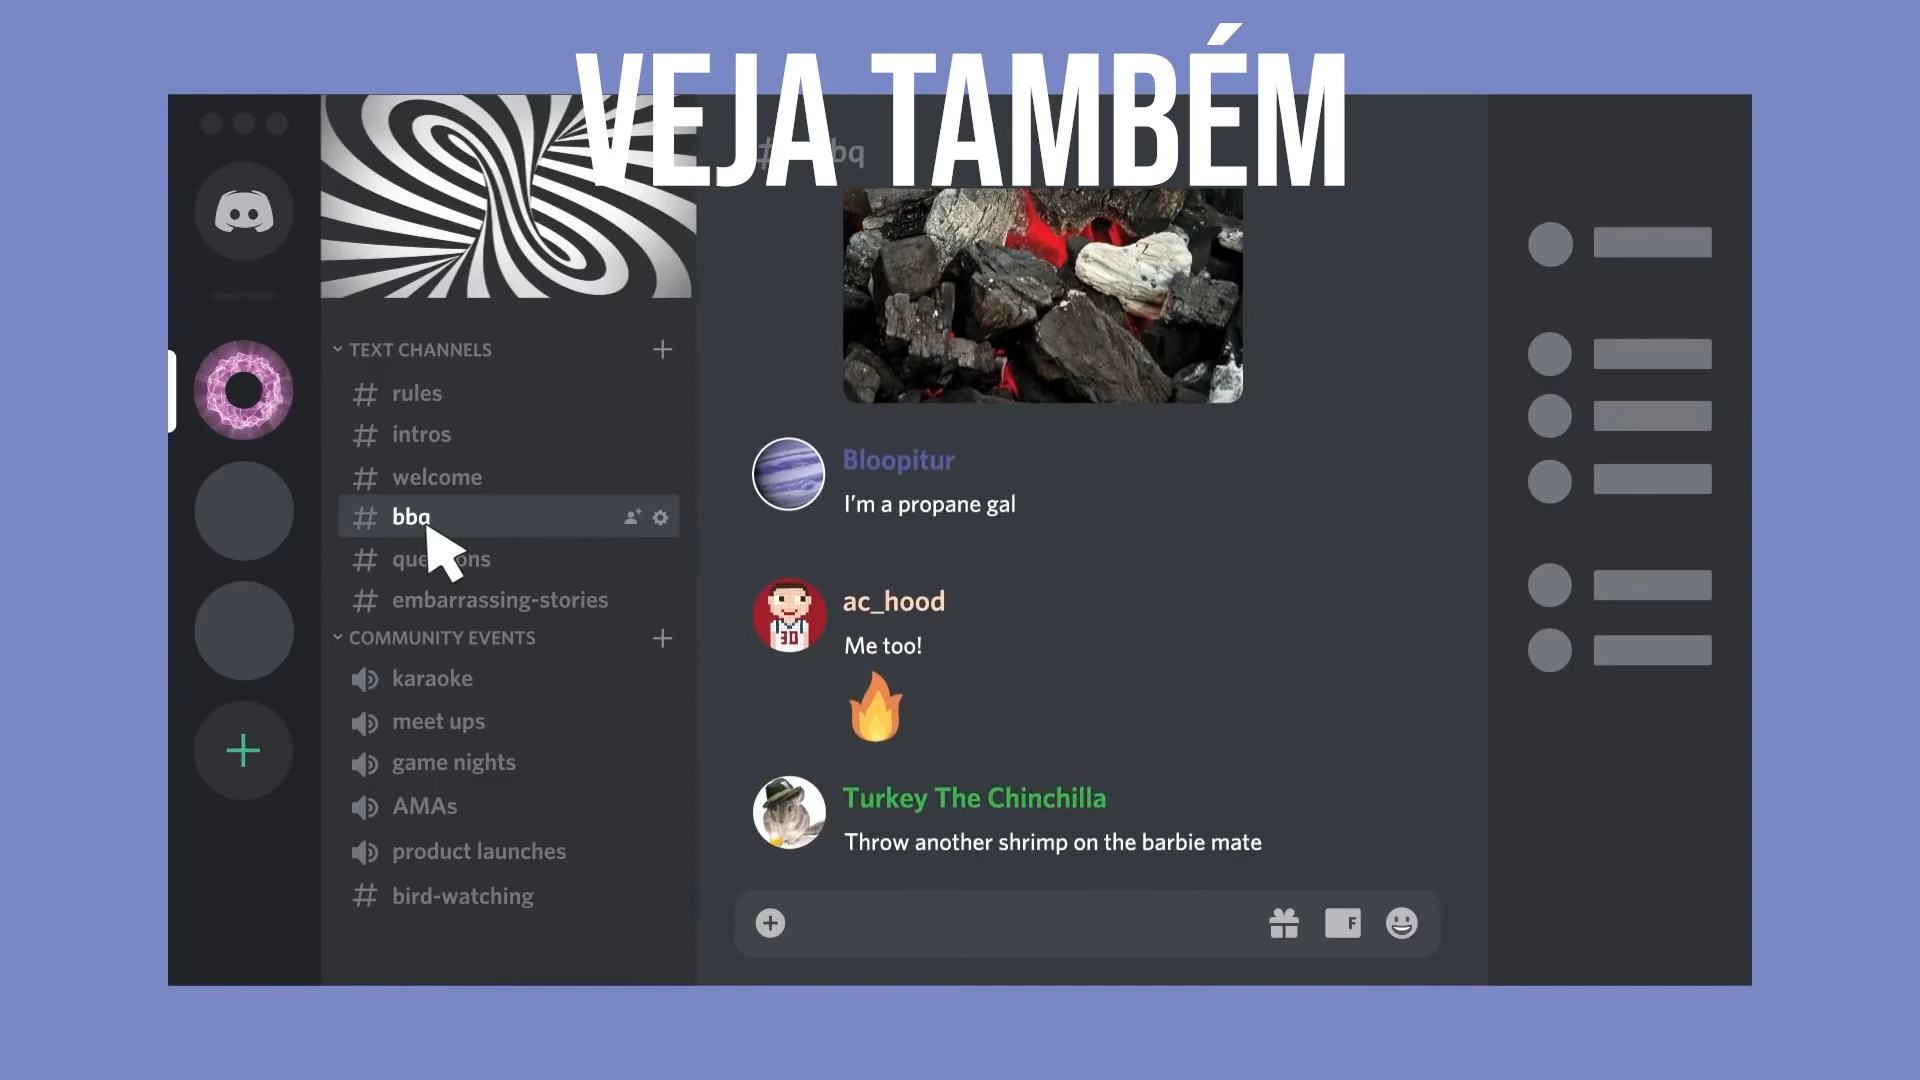 VEJA TAMBÉM
# bbq
TEXT CHANNELS
# rules
# intros
# welcome
# bbq
# embarrassing-stories
COMMUNITY EVENTS
karaoke
meet ups
game nights
AMAs
product launches
# bird-watching
Bloopitur
I'm a propane gal
ac_hood
30
Me too!
Turkey The Chinchilla
Throw another shrimp on the barbie mate
F